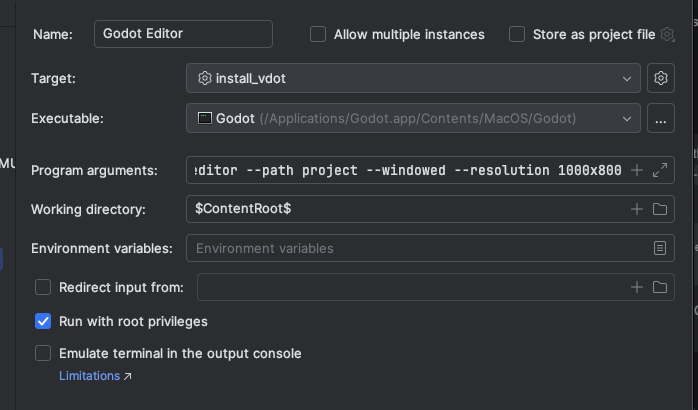 Name: Godot Editor Allow multiple instances Store as project file
Target: install_vdot
Executable: Godot (/Applications/Godot.app/Contents/MacOS/Godot) ...
MU
Program arguments: editor --path project --windowed --resolution 1000x800
Working directory: $ContentRoot$
Environment variables: Environment variables
Redirect input from:
Run with root privileges
Emulate terminal in the output console
Limitations ↗